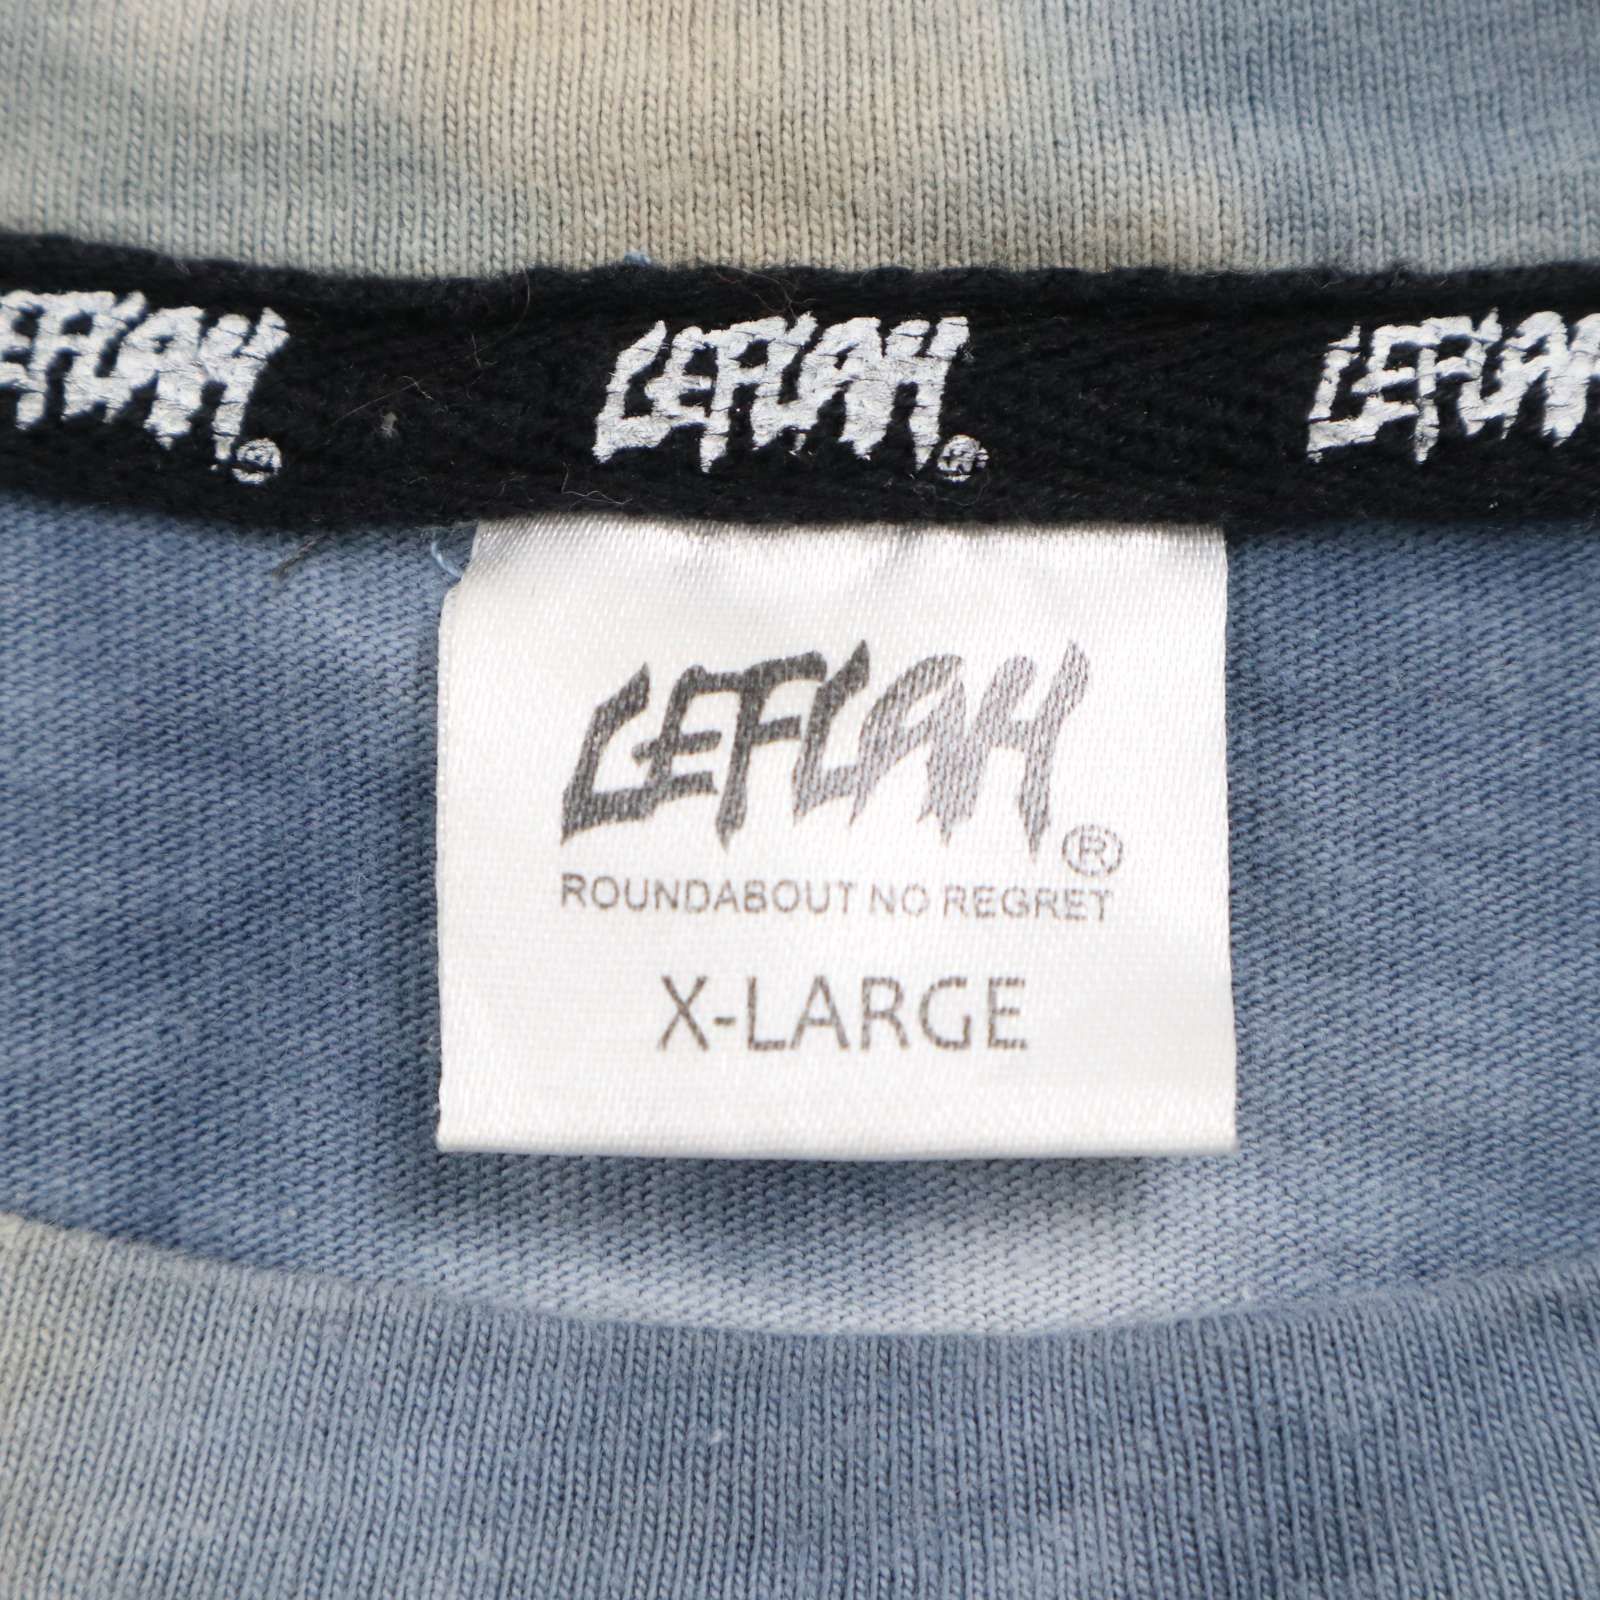 LEFLAH ®
LEFLAH ®
LEFLAH
LEFLAH ®
ROUNDABOUT NO REGRET
X-LARGE